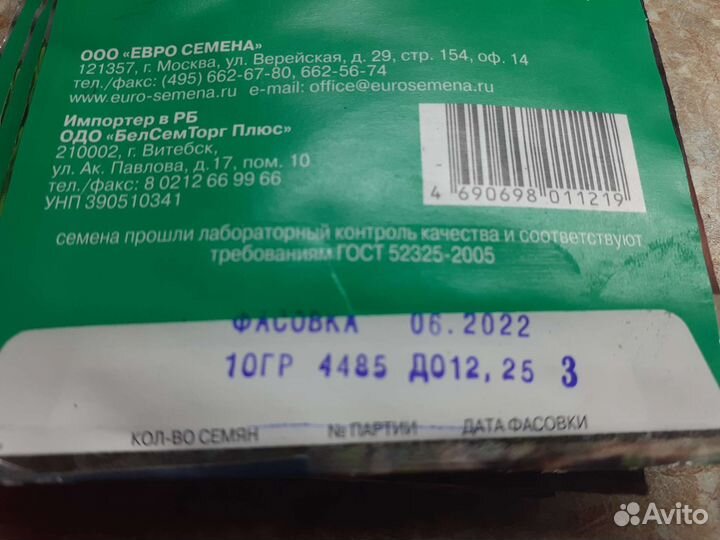 ООО "ЕВРО СЕМЕНА"
121357, г. Москва, ул. Верейская, д. 29, стр. 154, оф. 14
тел./факс: (495) 662-67-80, 662-56-74
www.euro-semena.ru e-mail: office@eurosemena.ru
Импортер в РБ
ОДО «БелСемТорг Плюс»
210002, г. Витебск,
ул. Ак. Павлова, д.17, пом. 10
тел./факс: 8 0212 66 99 66
УНП 390510341
4 690698 011219
семена прошли лабораторный контроль качества и соответствуют
требованиям ГОСТ 52325-2005
ФАСОВКА 06.2022
10ГР 4485 ДО12,25 3
КОЛ-ВО СЕМЯН № ПАРТИИ ДАТА ФАСОВКИ
Avito